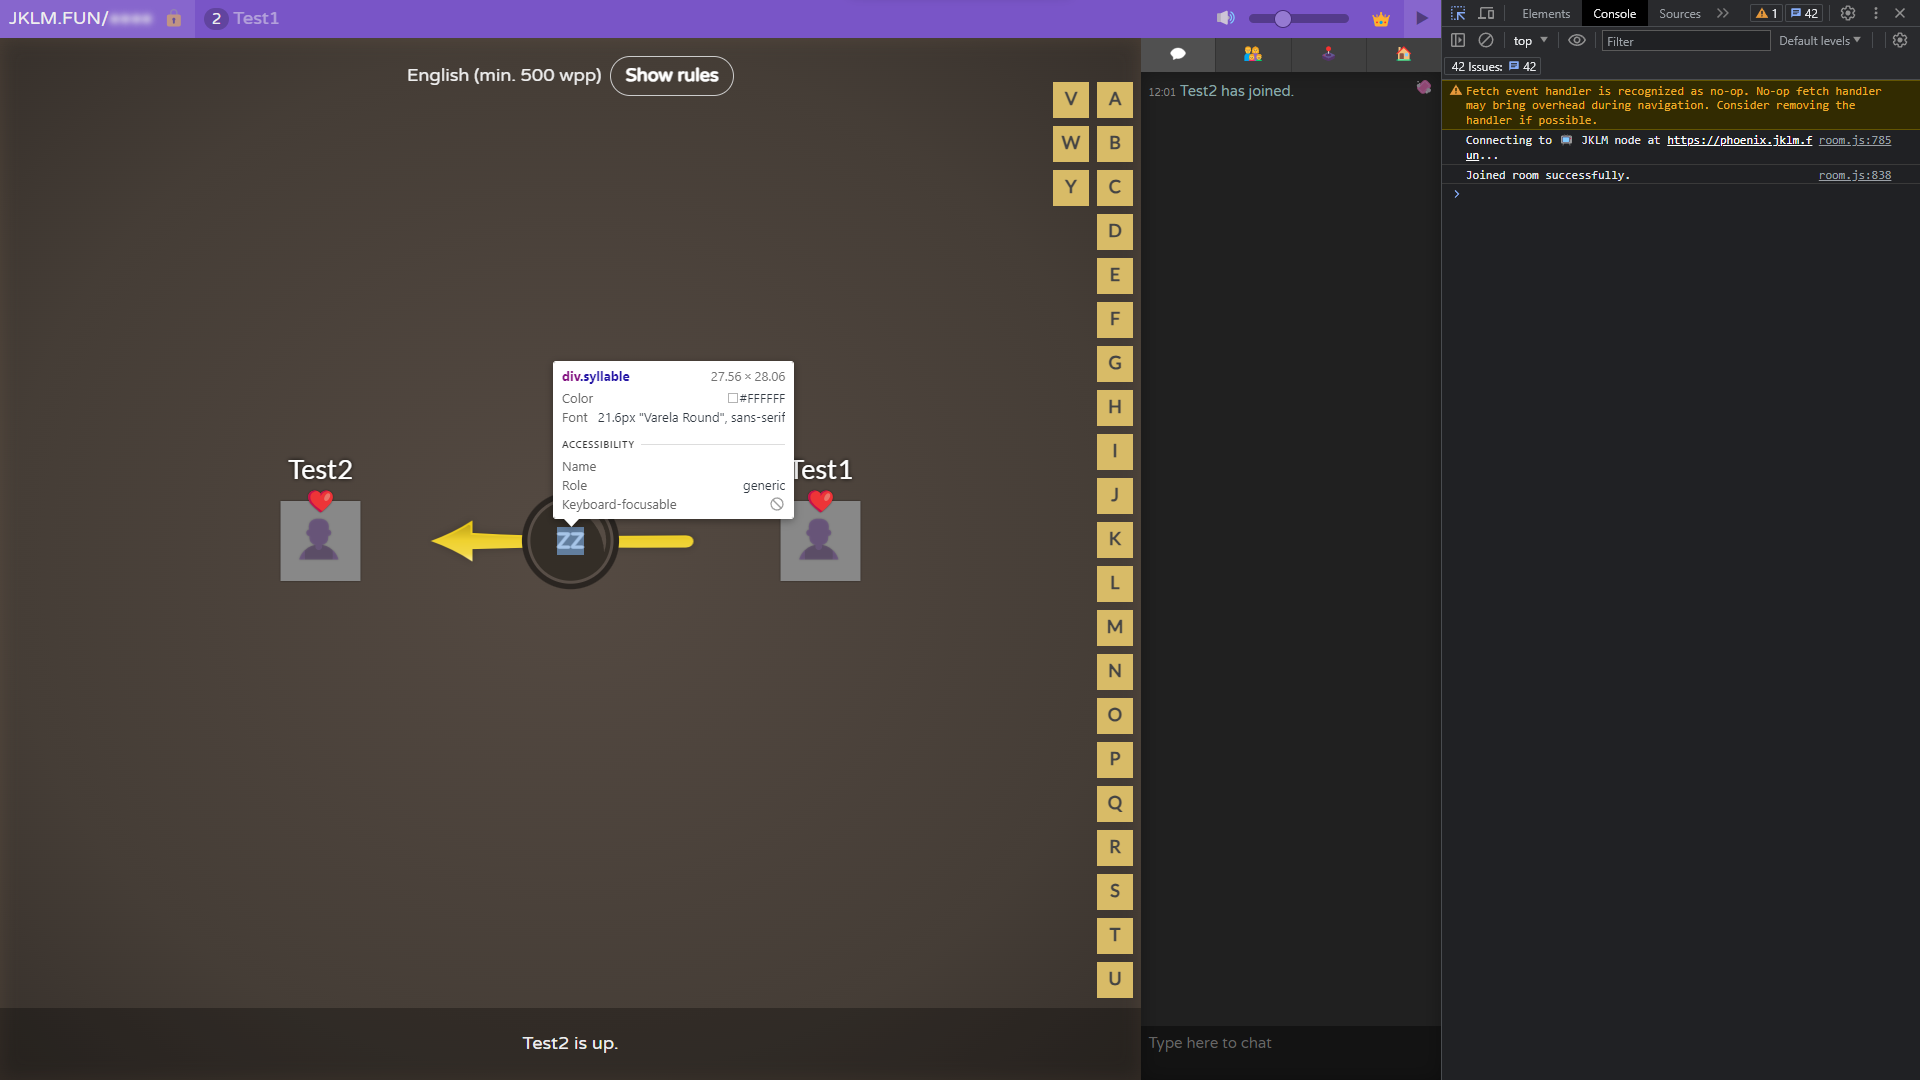 JKLM.FUN/
2 Test1
English (min. 500 wpp) Show rules
V A
W B
Y C
D
E
F
G
H
I
J
K
L
M
N
O
P
Q
R
S
T
U
div.syllable 27.56 × 28.06
Color #FFFFFF
Font 21.6px "Varela Round", sans-serif
ACCESSIBILITY
Name
Role generic
Keyboard-focusable
Test2
Test1
ZZ
Test2 is up.
12:01 Test2 has joined.
Type here to chat
Elements Console Sources 1 42
top Filter Default levels
42 Issues: 42
Fetch event handler is recognized as no-op. No-op fetch handler
may bring overhead during navigation. Consider removing the
handler if possible.
Connecting to JKLM node at https://phoenix.jklm.f room.js:785
un...
Joined room successfully. room.js:838